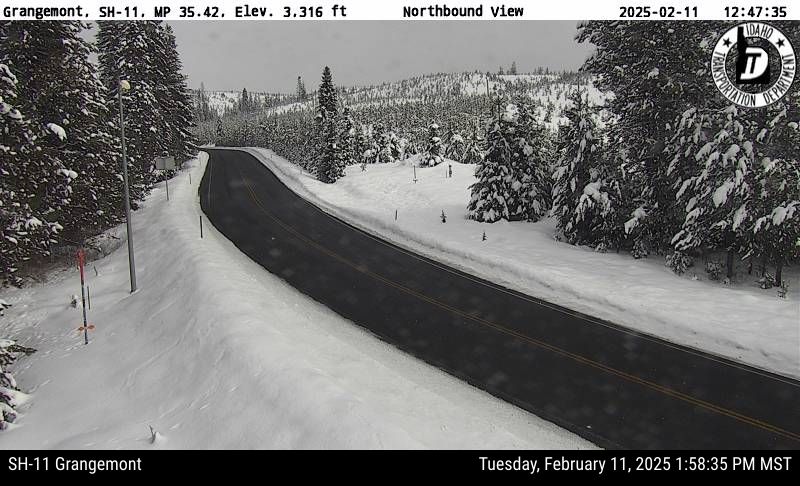 Grangemont, SH-11, MP 35.42, Elev. 3,316 ft Northbound View 2025-02-11 12:47:35
IDAHO
TRANSPORTATION DEPARTMENT
SH-11 Grangemont Tuesday, February 11, 2025 1:58:35 PM MST